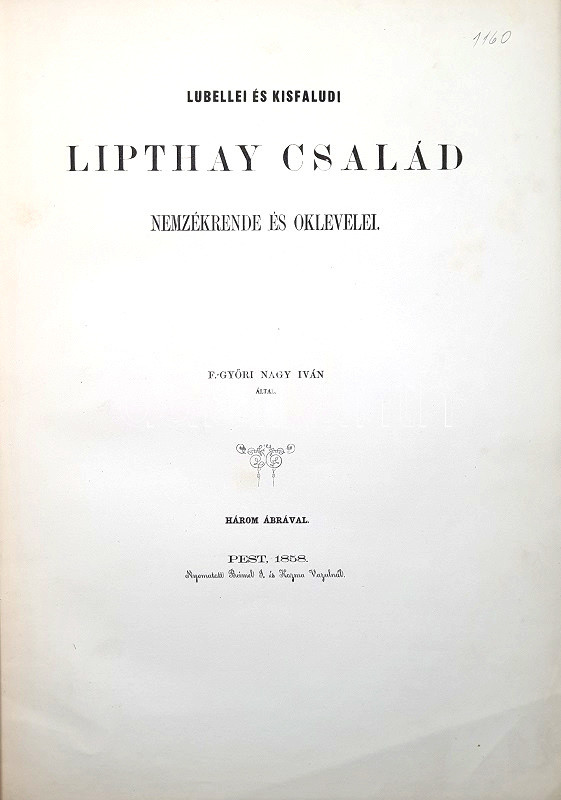 1160
LUBELLEI ÉS KISFALUDI
LIPTHAY CSALÁD
NEMZÉKRENDE ÉS OKLEVELEI.
F.-GYŐRI NAGY IVÁN
ÁLTAL.
HÁROM ÁBRÁVAL.
PEST, 1858.
Nyomatott Beimel J. és Kozma Vazulnál.